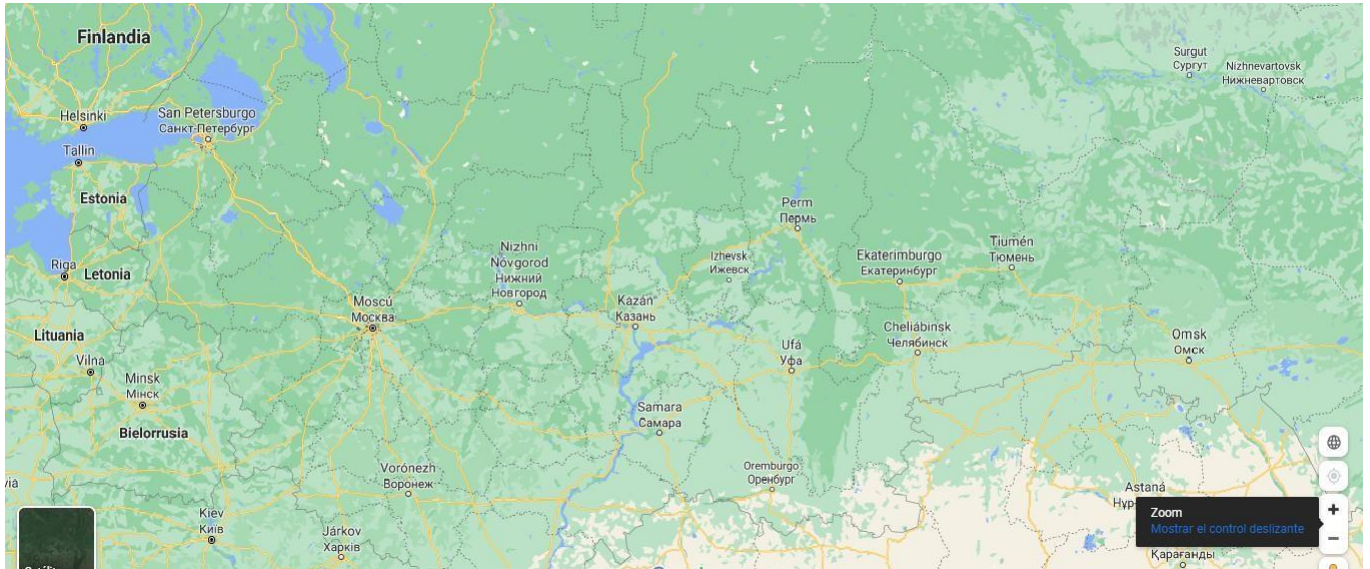 Finlandia
Surgut
Сургут
Nizhnevartovsk
Нижневартовск
Helsinki
San Petersburgo
Санкт-Петербург
Tallin
Estonia
Perm
Пермь
Nizhni
Nóvgorod
Нижний
Новгород
Izhevsk
Ижевск
Ekaterimburgo
Екатеринбург
Tiumén
Тюмень
Riga
Letonia
Moscú
Москва
Kazán
Казань
Cheliábinsk
Челябинск
Omsk
Омск
Lituania
Ufá
Уфа
Vilna
Minsk
Мінск
Bielorrusia
Samara
Самара
Vorónezh
Воронеж
Oremburgo
Оренбург
Astaná
Нұр
Zoom
Mostrar el control deslizante
Kiev
Київ
Járkov
Харків
Қарағанды